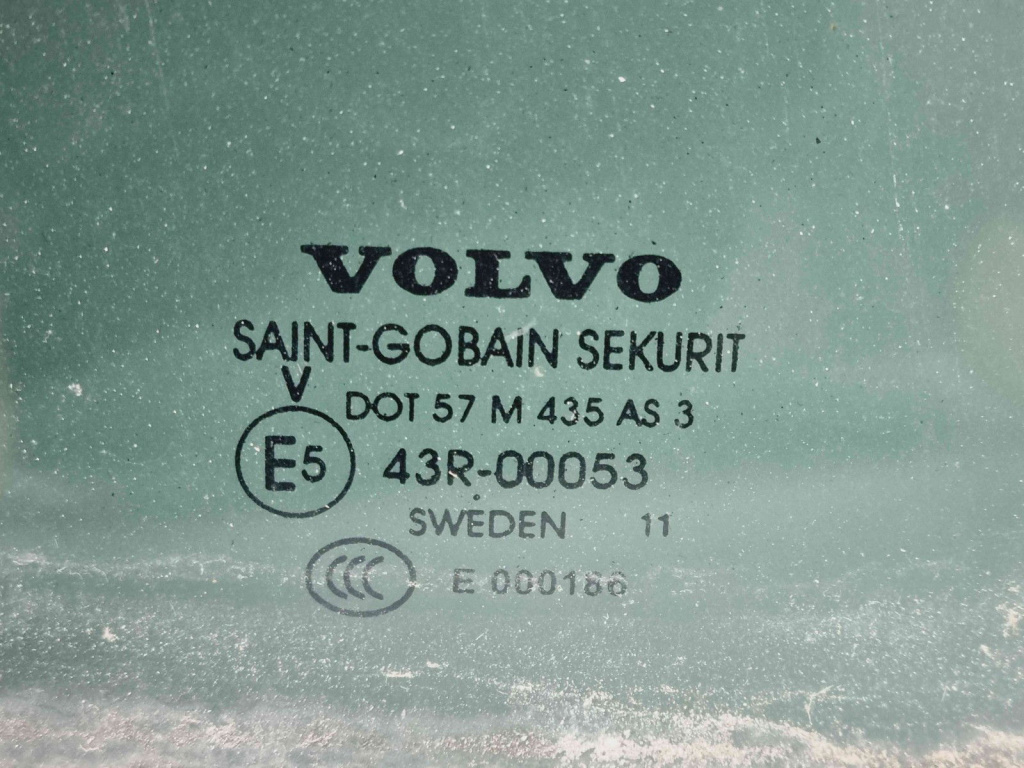 VOLVO
SAINT-GOBAIN SEKURIT
V
DOT 57 M 435 AS 3
E5 43R-00053
SWEDEN 11
CCC E 000186